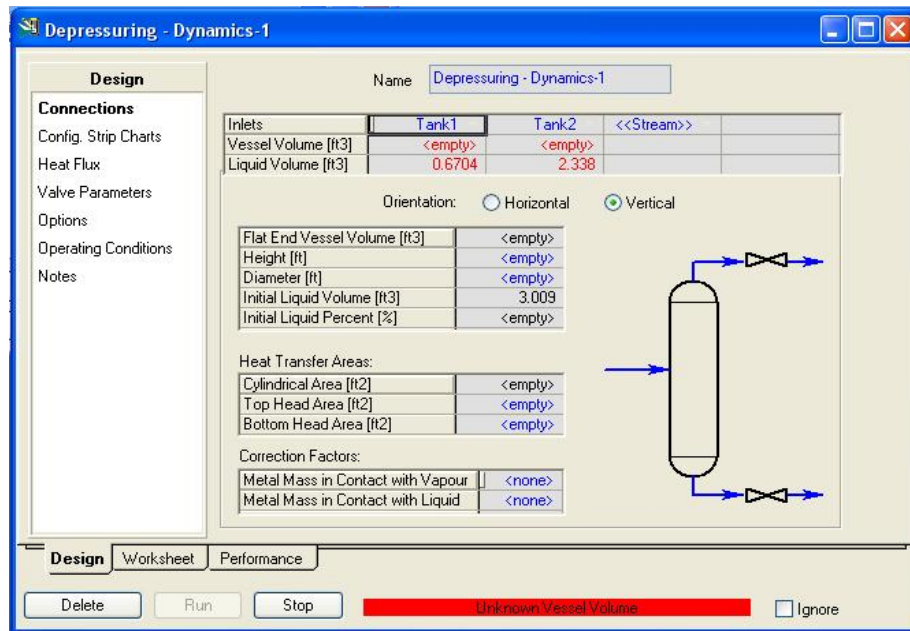 Depressuring - Dynamics-1
Design
Connections
Config. Strip Charts
Heat Flux
Valve Parameters
Options
Operating Conditions
Notes
Name Depressuring - Dynamics-1
Inlets Tank1 Tank2 <<Stream>>
Vessel Volume [ft3] <empty> <empty>
Liquid Volume [ft3] 0.6704 2.338
Orientation: Horizontal Vertical
Flat End Vessel Volume [ft3] <empty>
Height [ft] <empty>
Diameter [ft] <empty>
Initial Liquid Volume [ft3] 3.009
Initial Liquid Percent [%] <empty>
Heat Transfer Areas:
Cylindrical Area [ft2] <empty>
Top Head Area [ft2] <empty>
Bottom Head Area [ft2] <empty>
Correction Factors:
Metal Mass in Contact with Vapour <none>
Metal Mass in Contact with Liquid <none>
Design Worksheet Performance
Delete Run Stop Unknown Vessel Volume Ignore